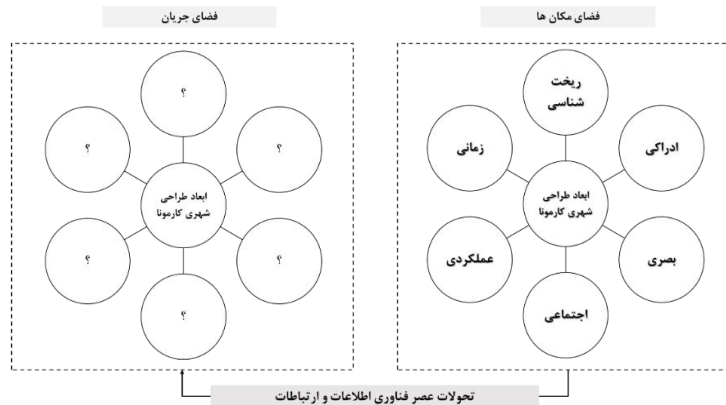 فضای مکان ها
فضای جریان
ریخت
شناسی
ادراکی
زمانی
ابعاد طراحی
شهری کارمونا
بصری
عملکردی
اجتماعی
؟
؟
؟
ابعاد طراحی
شهری کارمونا
؟
؟
؟
تحولات عصر فناوری اطلاعات و ارتباطات